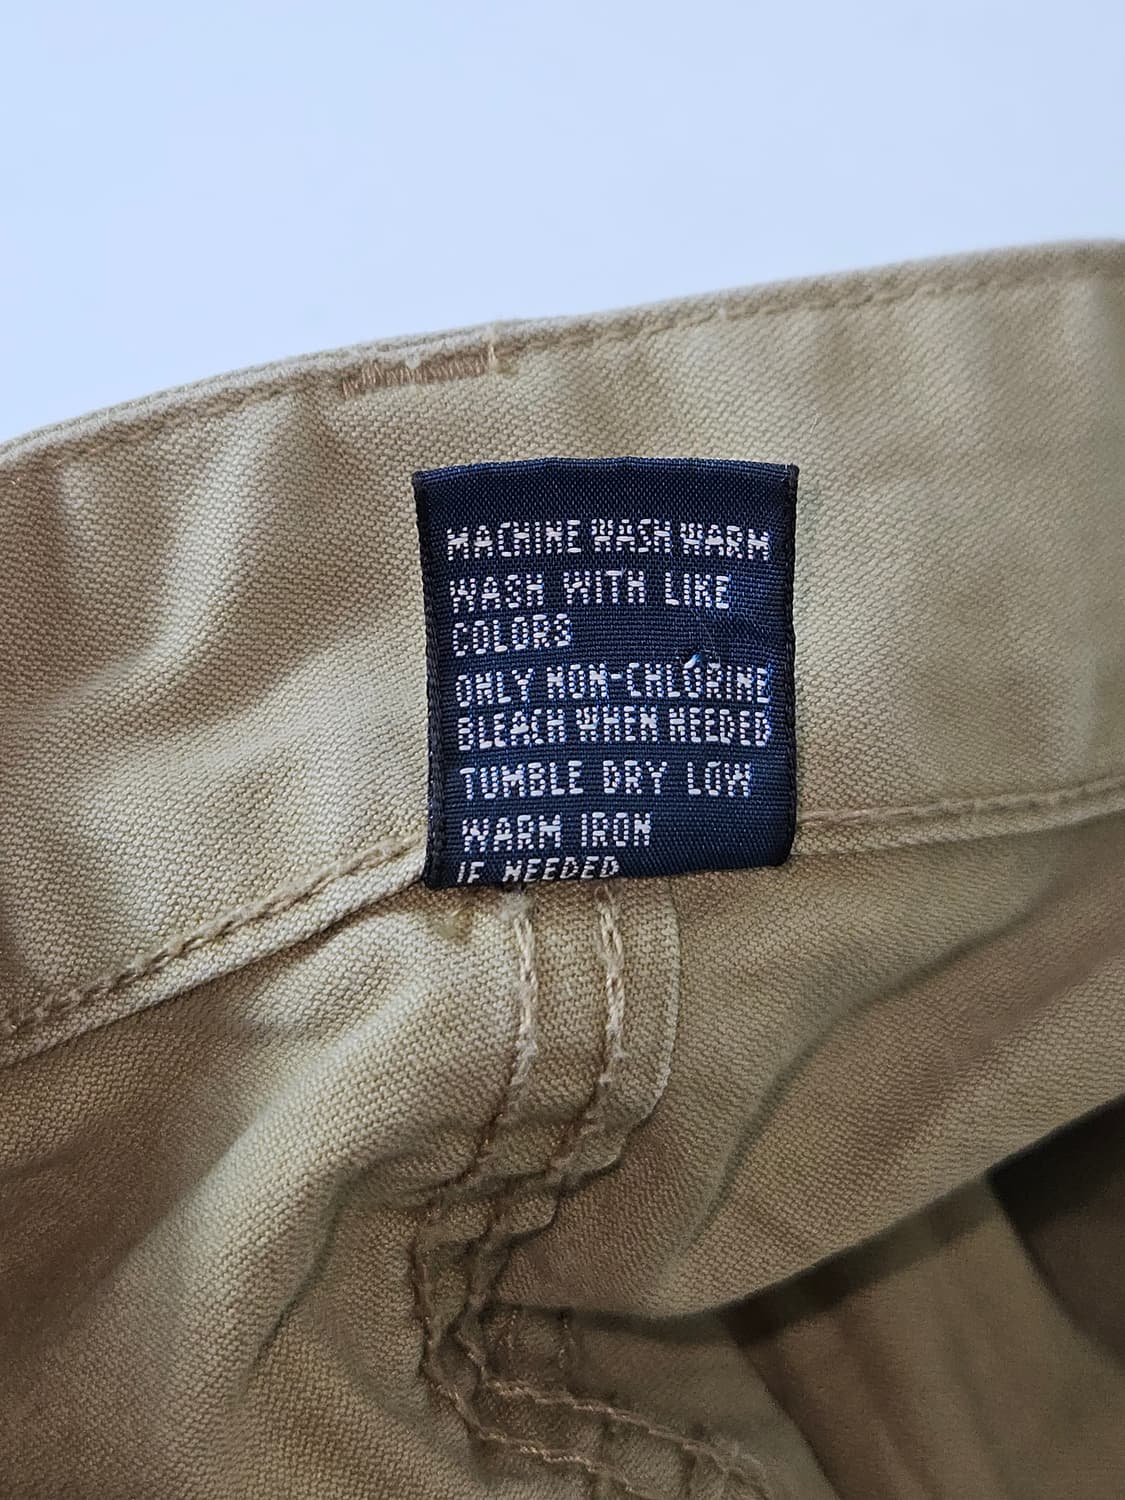 MACHINE WASH WARM
WASH WITH LIKE
COLORS
ONLY NON-CHLORINE
BLEACH WHEN NEEDED
TUMBLE DRY LOW
WARM IRON
IF NEEDED